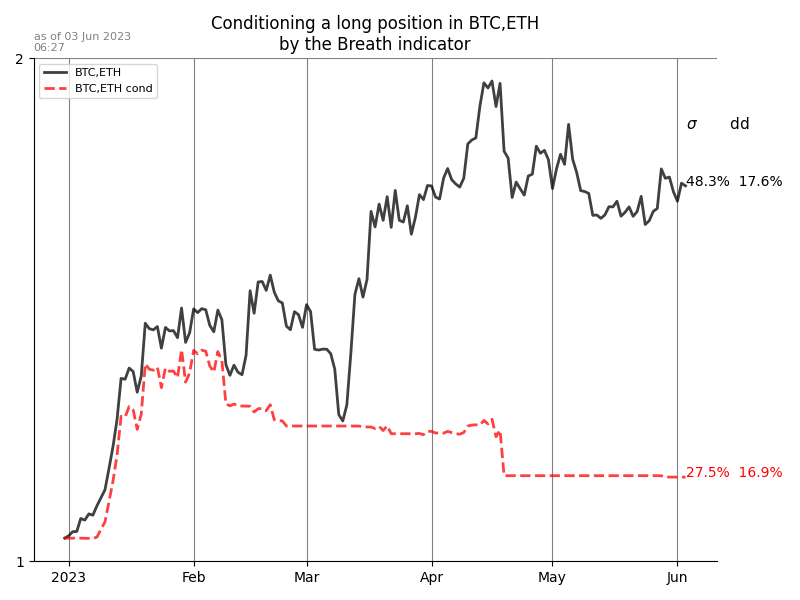 Conditioning a long position in BTC,ETH
by the Breath indicator
as of 03 Jun 2023
06:27
2
BTC,ETH
BTC,ETH cond
σ dd
48.3% 17.6%
27.5% 16.9%
1
2023 Feb Mar Apr May Jun